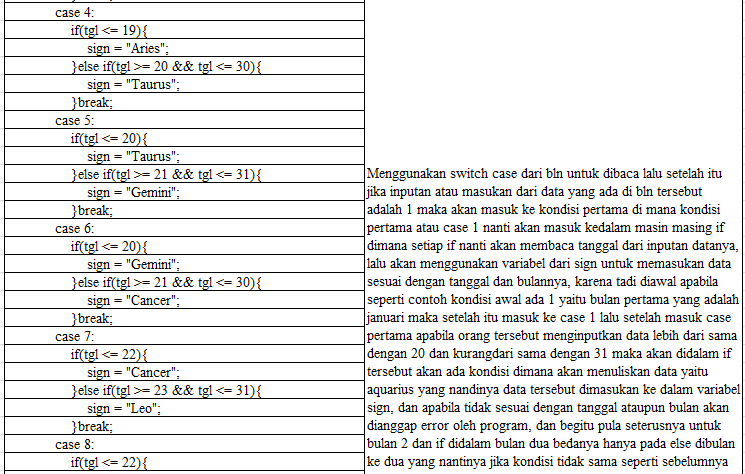 case 4:
if(tgl <= 19){
sign = "Aries";
}else if(tgl >= 20 && tgl <= 30){
sign = "Taurus";
}break;
case 5:
if(tgl <= 20){
sign = "Taurus";
}else if(tgl >= 21 && tgl <= 31){
sign = "Gemini";
}break;
case 6:
if(tgl <= 20){
sign = "Gemini";
}else if(tgl >= 21 && tgl <= 30){
sign = "Cancer";
}break;
case 7:
if(tgl <= 22){
sign = "Cancer";
}else if(tgl >= 23 && tgl <= 31){
sign = "Leo";
}break;
case 8:
if(tgl <= 22){
Menggunakan switch case dari bln untuk dibaca lalu setelah itu
jika inputan atau masukan dari data yang ada di bln tersebut
adalah 1 maka akan masuk ke kondisi pertama di mana kondisi
pertama atau case 1 nanti akan masuk kedalam masin masing if
dimana setiap if nanti akan membaca tanggal dari inputan datanya,
lalu akan menggunakan variabel dari sign untuk memasukan data
sesuai dengan tanggal dan bulannya, karena tadi diawal apabila
seperti contoh kondisi awal ada 1 yaitu bulan pertama yang adalah
januari maka setelah itu masuk ke case 1 lalu setelah masuk case
pertama apabila orang tersebut menginputkan data lebih dari sama
dengan 20 dan kurangdari sama dengan 31 maka akan didalam if
tersebut akan ada kondisi dimana akan menuliskan data yaitu
aquarius yang nandinya data tersebut dimasukan ke dalam variabel
sign, dan apabila tidak sesuai dengan tanggal ataupun bulan akan
dianggap error oleh program, dan begitu pula seterusnya untuk
bulan 2 dan if didalam bulan dua bedanya hanya pada else dibulan
ke dua yang nantinya jika kondisi tidak sama seperti sebelumnya